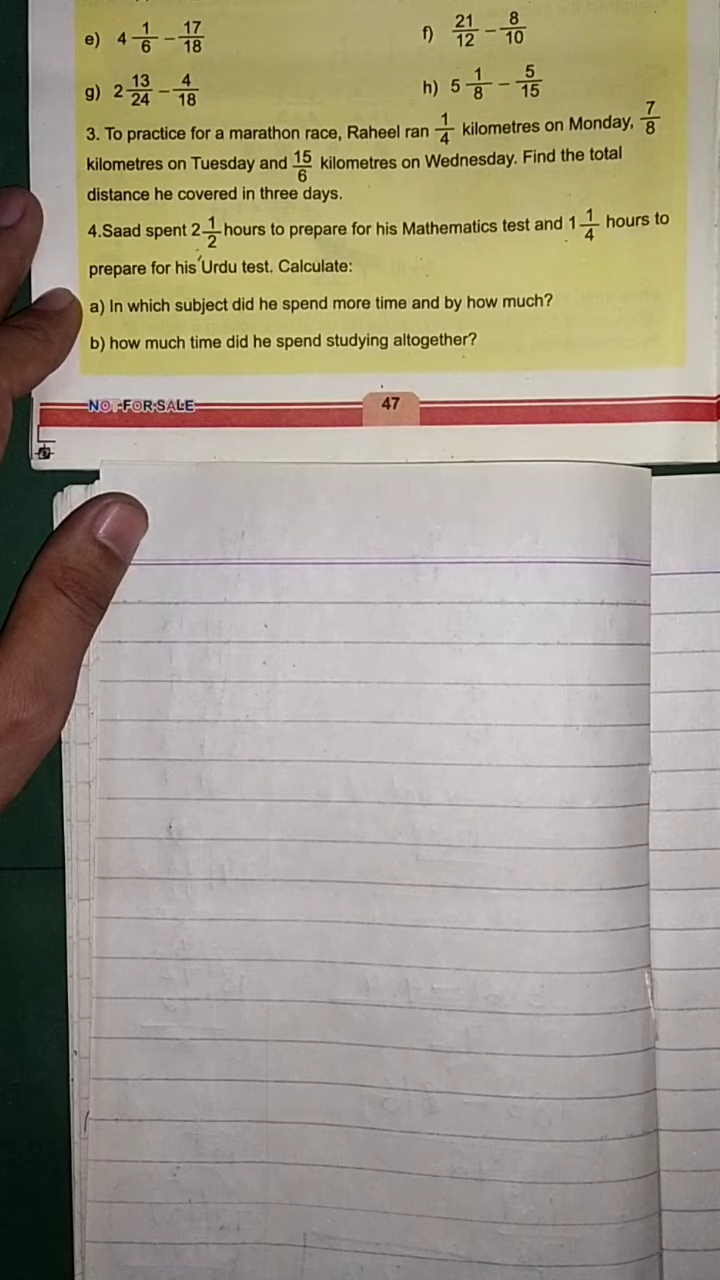 e) 4 1/6 − 17/18 f) 21/12 − 8/10
g) 2 13/24 − 4/18 h) 5 1/8 − 5/15
3. To practice for a marathon race, Raheel ran 1/4 kilometres on Monday, 7/8
kilometres on Tuesday and 15/6 kilometres on Wednesday. Find the total
distance he covered in three days.
4.Saad spent 2 1/2 hours to prepare for his Mathematics test and 1 1/4 hours to
prepare for his Urdu test. Calculate:
a) In which subject did he spend more time and by how much?
b) how much time did he spend studying altogether?
NOT FOR SALE 47